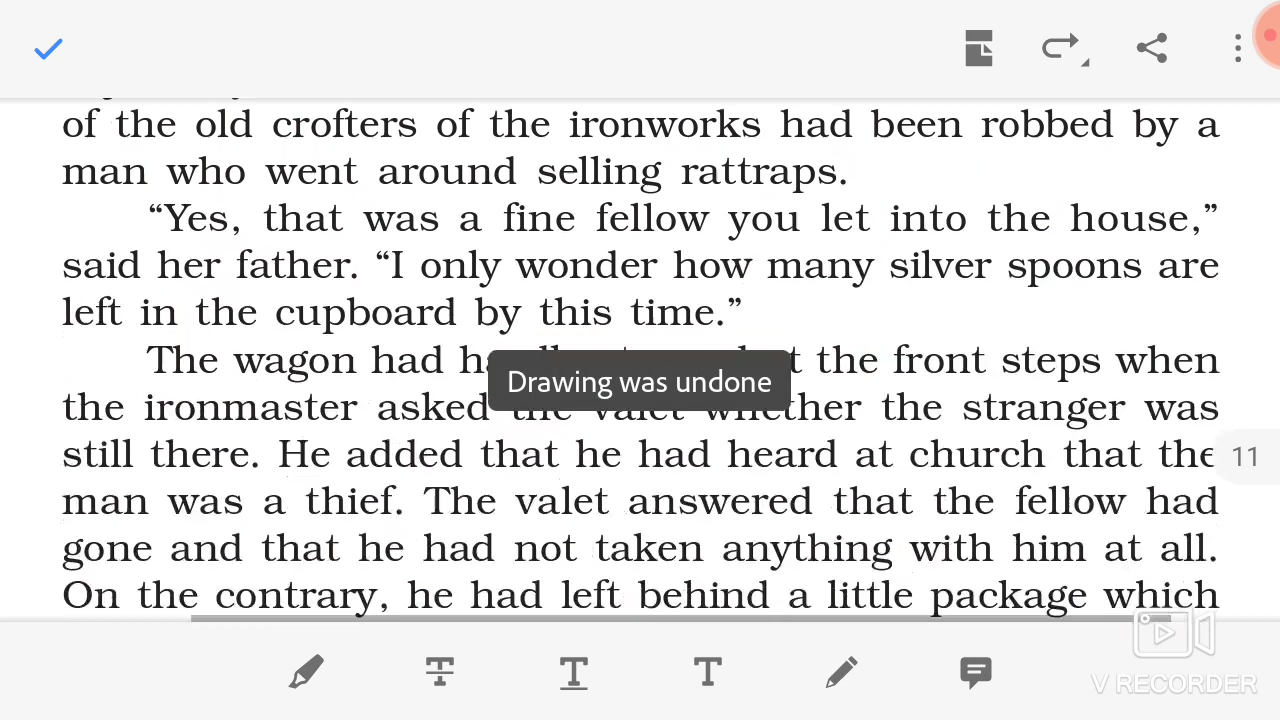 of the old crofters of the ironworks had been robbed by a
man who went around selling rattraps.
“Yes, that was a fine fellow you let into the house,”
said her father. “I only wonder how many silver spoons are
left in the cupboard by this time.”
The wagon had the front steps when
Drawing was undone
the ironmaster asked the valet whether the stranger was
still there. He added that he had heard at church that the
11
man was a thief. The valet answered that the fellow had
gone and that he had not taken anything with him at all.
On the contrary, he had left behind a little package which
V RECORDER